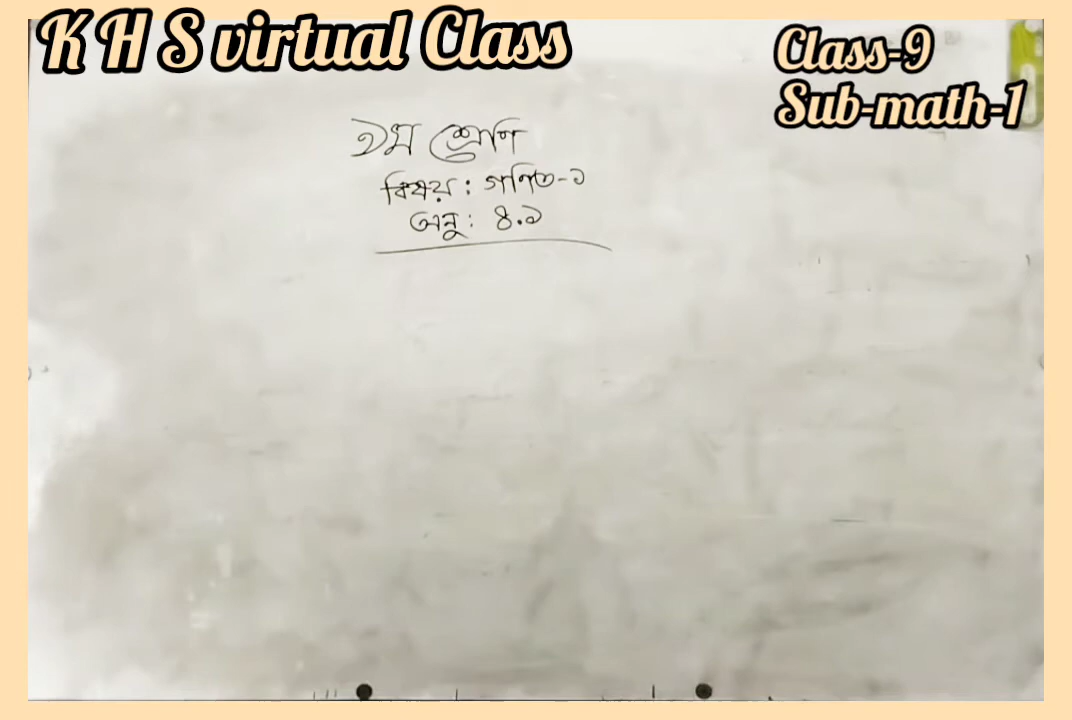 K H S virtual Class
Class-9
Sub-math-1
৯ম শ্রেণি
বিষয় : গণিত-১
অনু : ৪.১